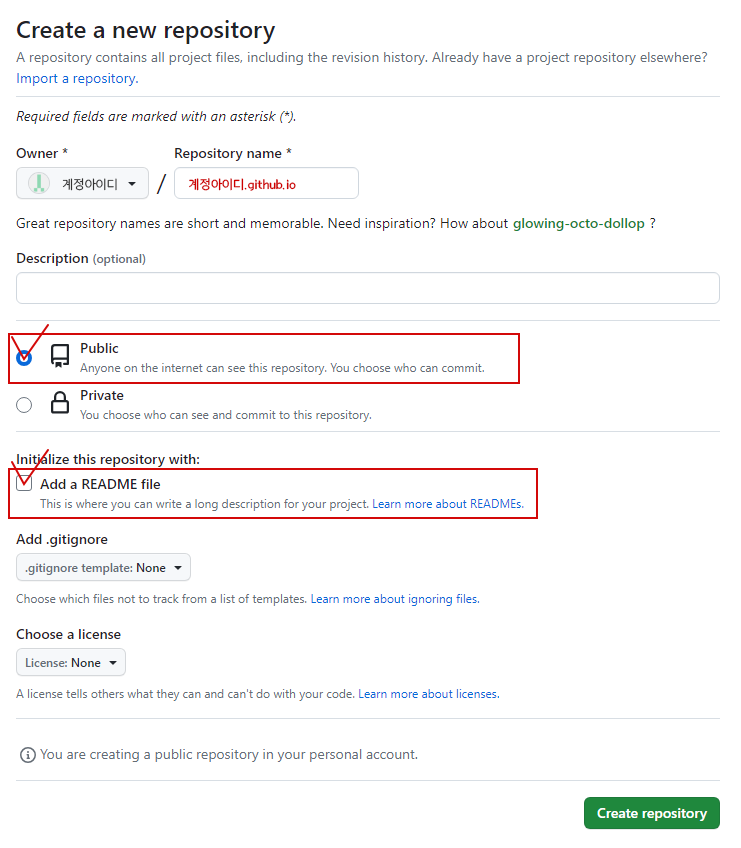 Create a new repository
A repository contains all project files, including the revision history. Already have a project repository elsewhere?
Import a repository.
Required fields are marked with an asterisk (*).
Owner * Repository name *
계정아이디 / 계정아이디.github.io
Great repository names are short and memorable. Need inspiration? How about glowing-octo-dollop ?
Description (optional)
Public
Anyone on the internet can see this repository. You choose who can commit.
Private
You choose who can see and commit to this repository.
Initialize this repository with:
Add a README file
This is where you can write a long description for your project. Learn more about READMEs.
Add .gitignore
.gitignore template: None
Choose which files not to track from a list of templates. Learn more about ignoring files.
Choose a license
License: None
A license tells others what they can and can't do with your code. Learn more about licenses.
You are creating a public repository in your personal account.
Create repository